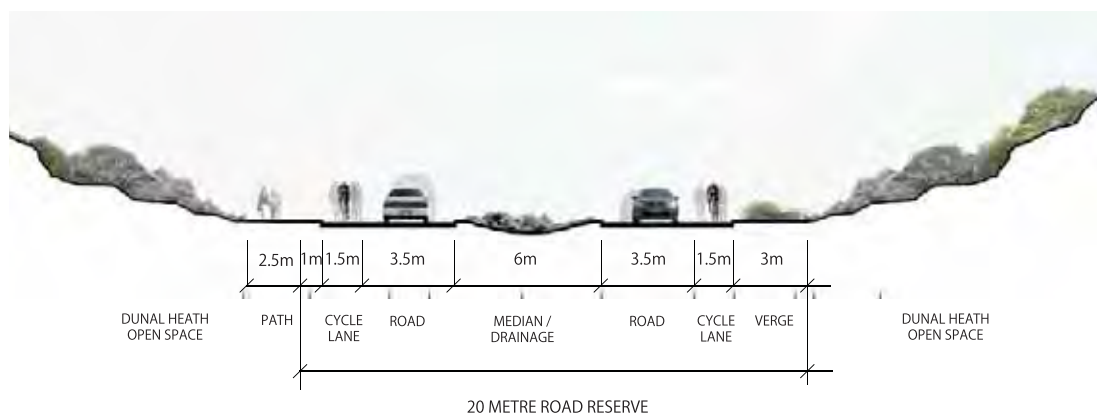 2.5m 1m 1.5m 3.5m 6m 3.5m 1.5m 3m
DUNAL HEATH OPEN SPACE
PATH
CYCLE LANE
ROAD
MEDIAN / DRAINAGE
ROAD
CYCLE LANE
VERGE
DUNAL HEATH OPEN SPACE
20 METRE ROAD RESERVE